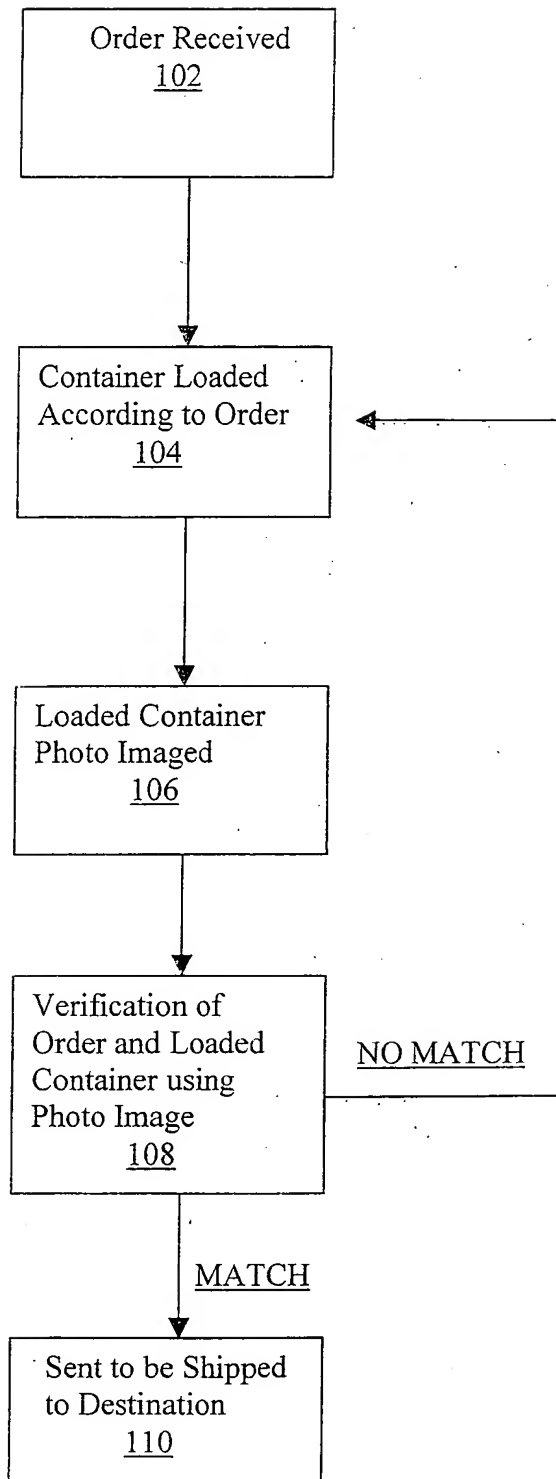 Order Received
102
Container Loaded
According to Order
104
Loaded Container
Photo Imaged
106
Verification of
Order and Loaded
Container using
Photo Image
108
NO MATCH
MATCH
Sent to be Shipped
to Destination
110